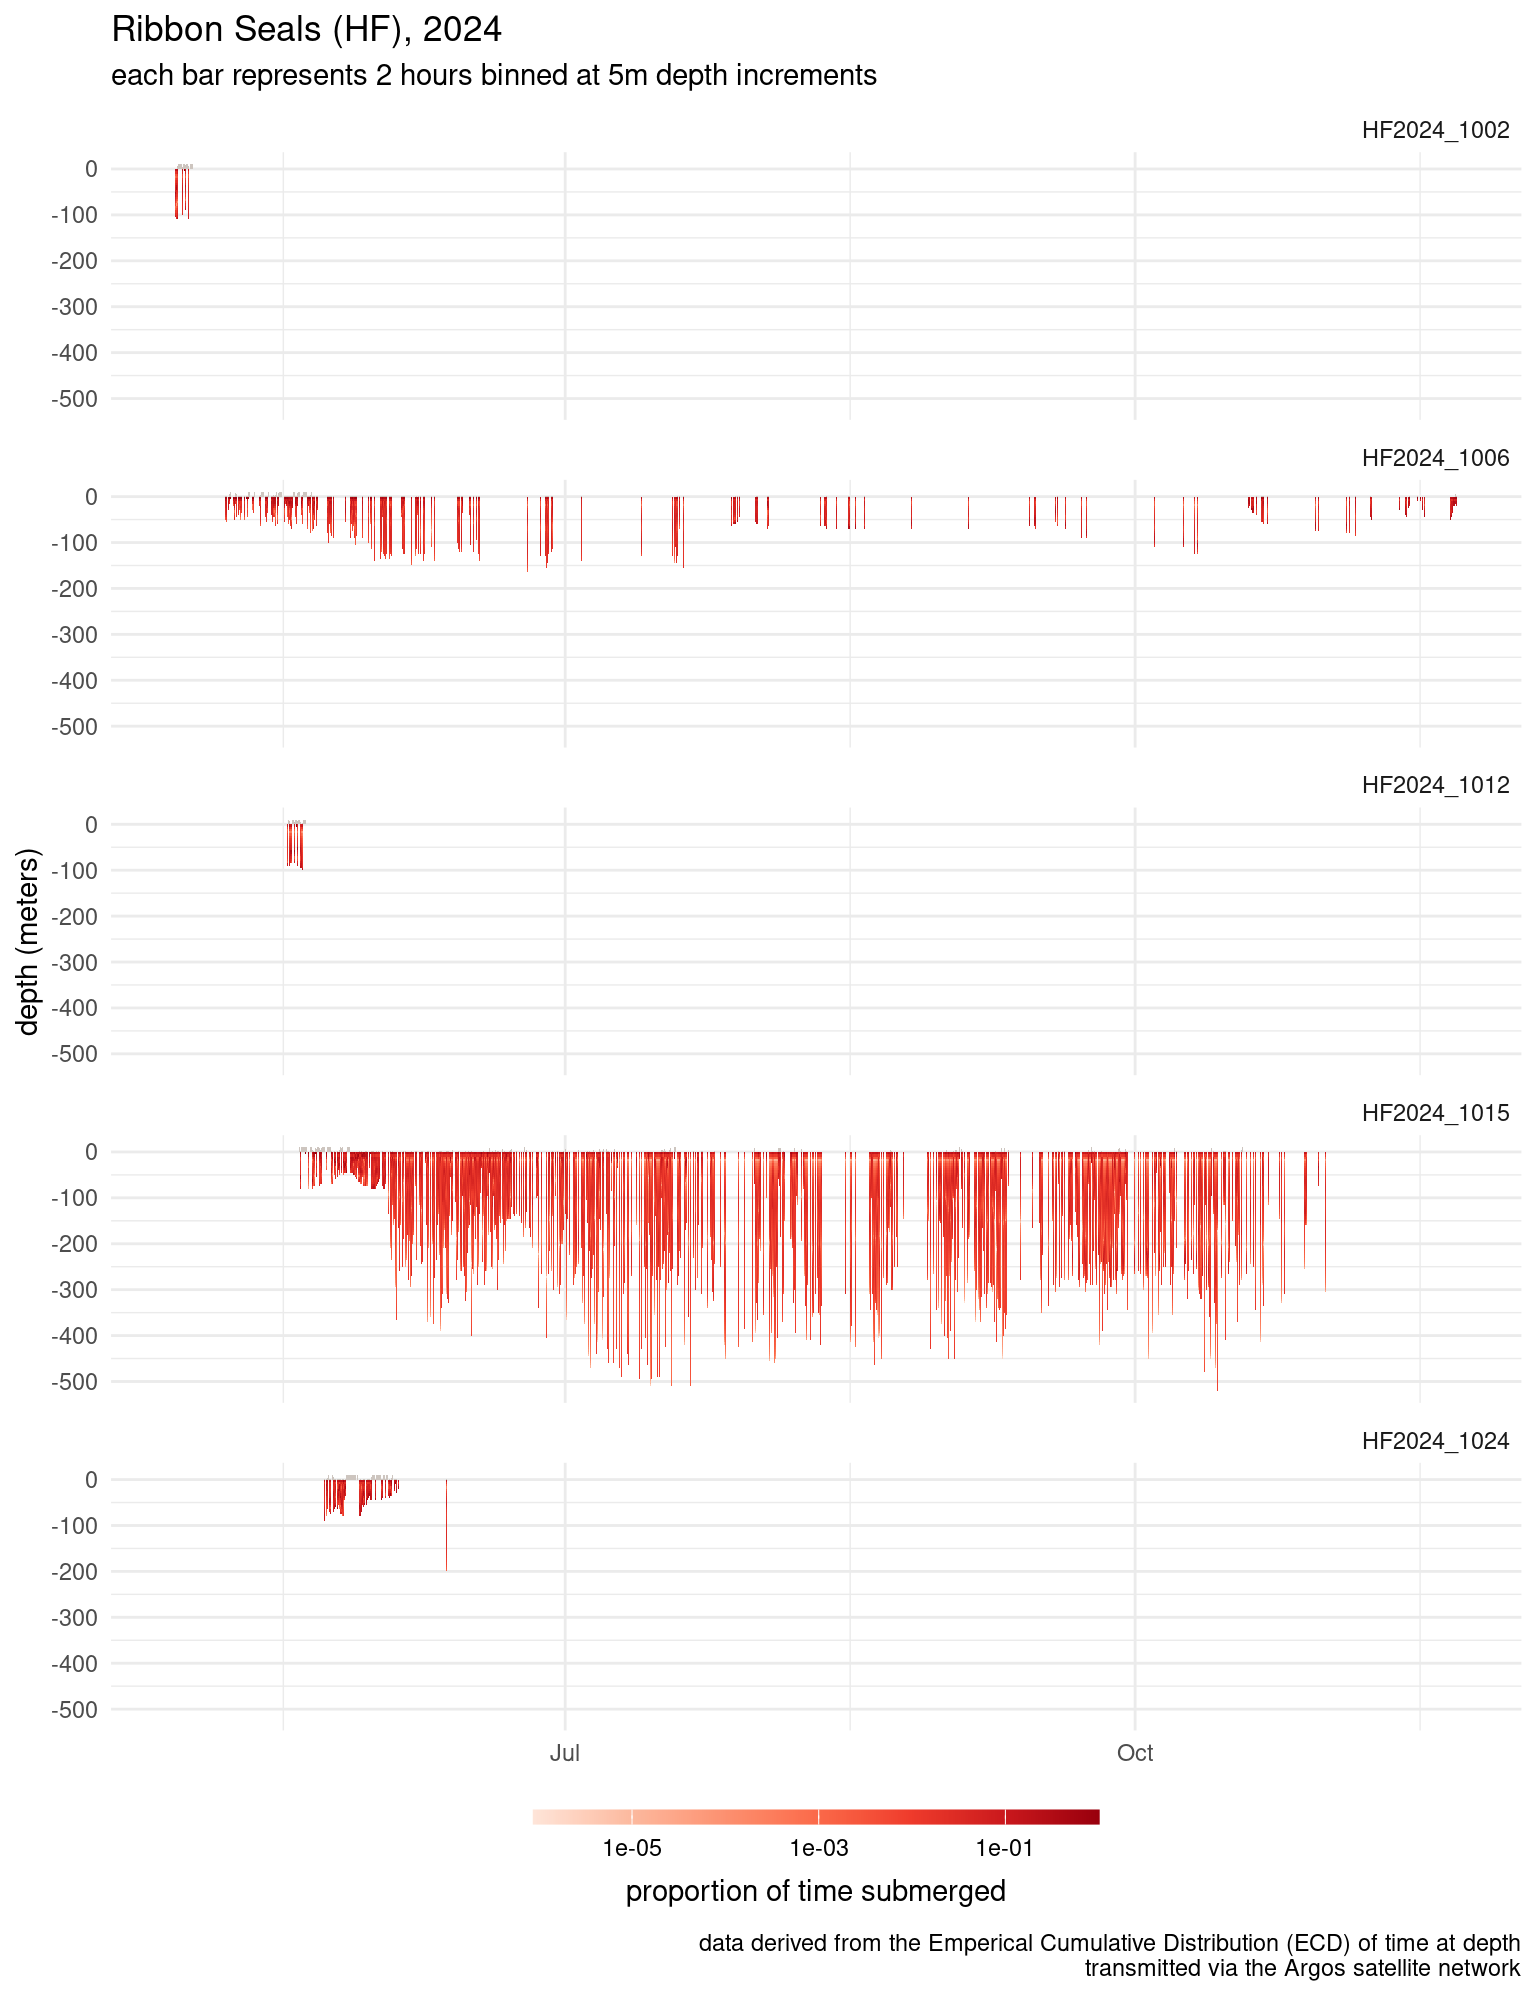 Ribbon Seals (HF), 2024
each bar represents 2 hours binned at 5m depth increments
HF2024_1002
0
-100
-200
-300
-400
-500
HF2024_1006
0
-100
-200
-300
-400
-500
HF2024_1012
0
-100
-200
-300
-400
-500
depth (meters)
HF2024_1015
0
-100
-200
-300
-400
-500
HF2024_1024
0
-100
-200
-300
-400
-500
Jul Oct
1e-05 1e-03 1e-01
proportion of time submerged
data derived from the Emperical Cumulative Distribution (ECD) of time at depth
transmitted via the Argos satellite network